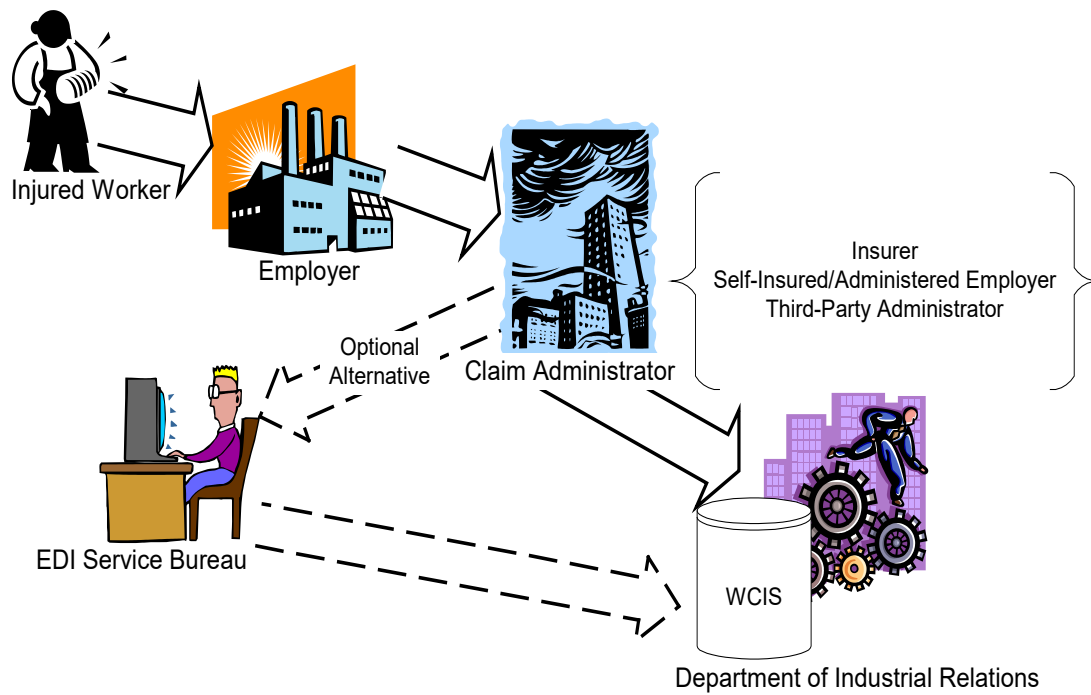 Injured Worker
Employer
Insurer
Self-Insured/Administered Employer
Third-Party Administrator
Optional
Alternative
Claim Administrator
EDI Service Bureau
WCIS
Department of Industrial Relations